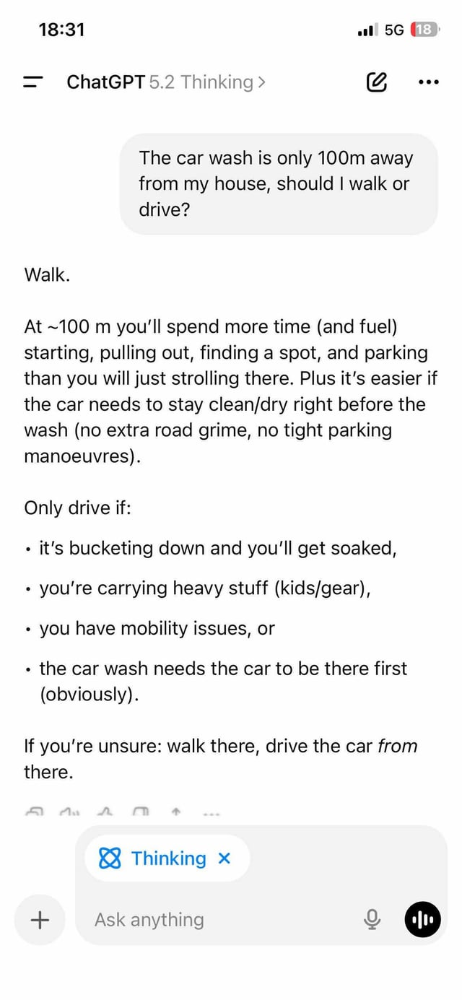 18:31
5G 18
ChatGPT 5.2 Thinking >
The car wash is only 100m away
from my house, should I walk or
drive?
Walk.
At ~100 m you'll spend more time (and fuel)
starting, pulling out, finding a spot, and parking
than you will just strolling there. Plus it's easier if
the car needs to stay clean/dry right before the
wash (no extra road grime, no tight parking
manoeuvres).
Only drive if:
• it's bucketing down and you'll get soaked,
• you're carrying heavy stuff (kids/gear),
• you have mobility issues, or
• the car wash needs the car to be there first
(obviously).
If you're unsure: walk there, drive the car from
there.
Thinking ×
Ask anything